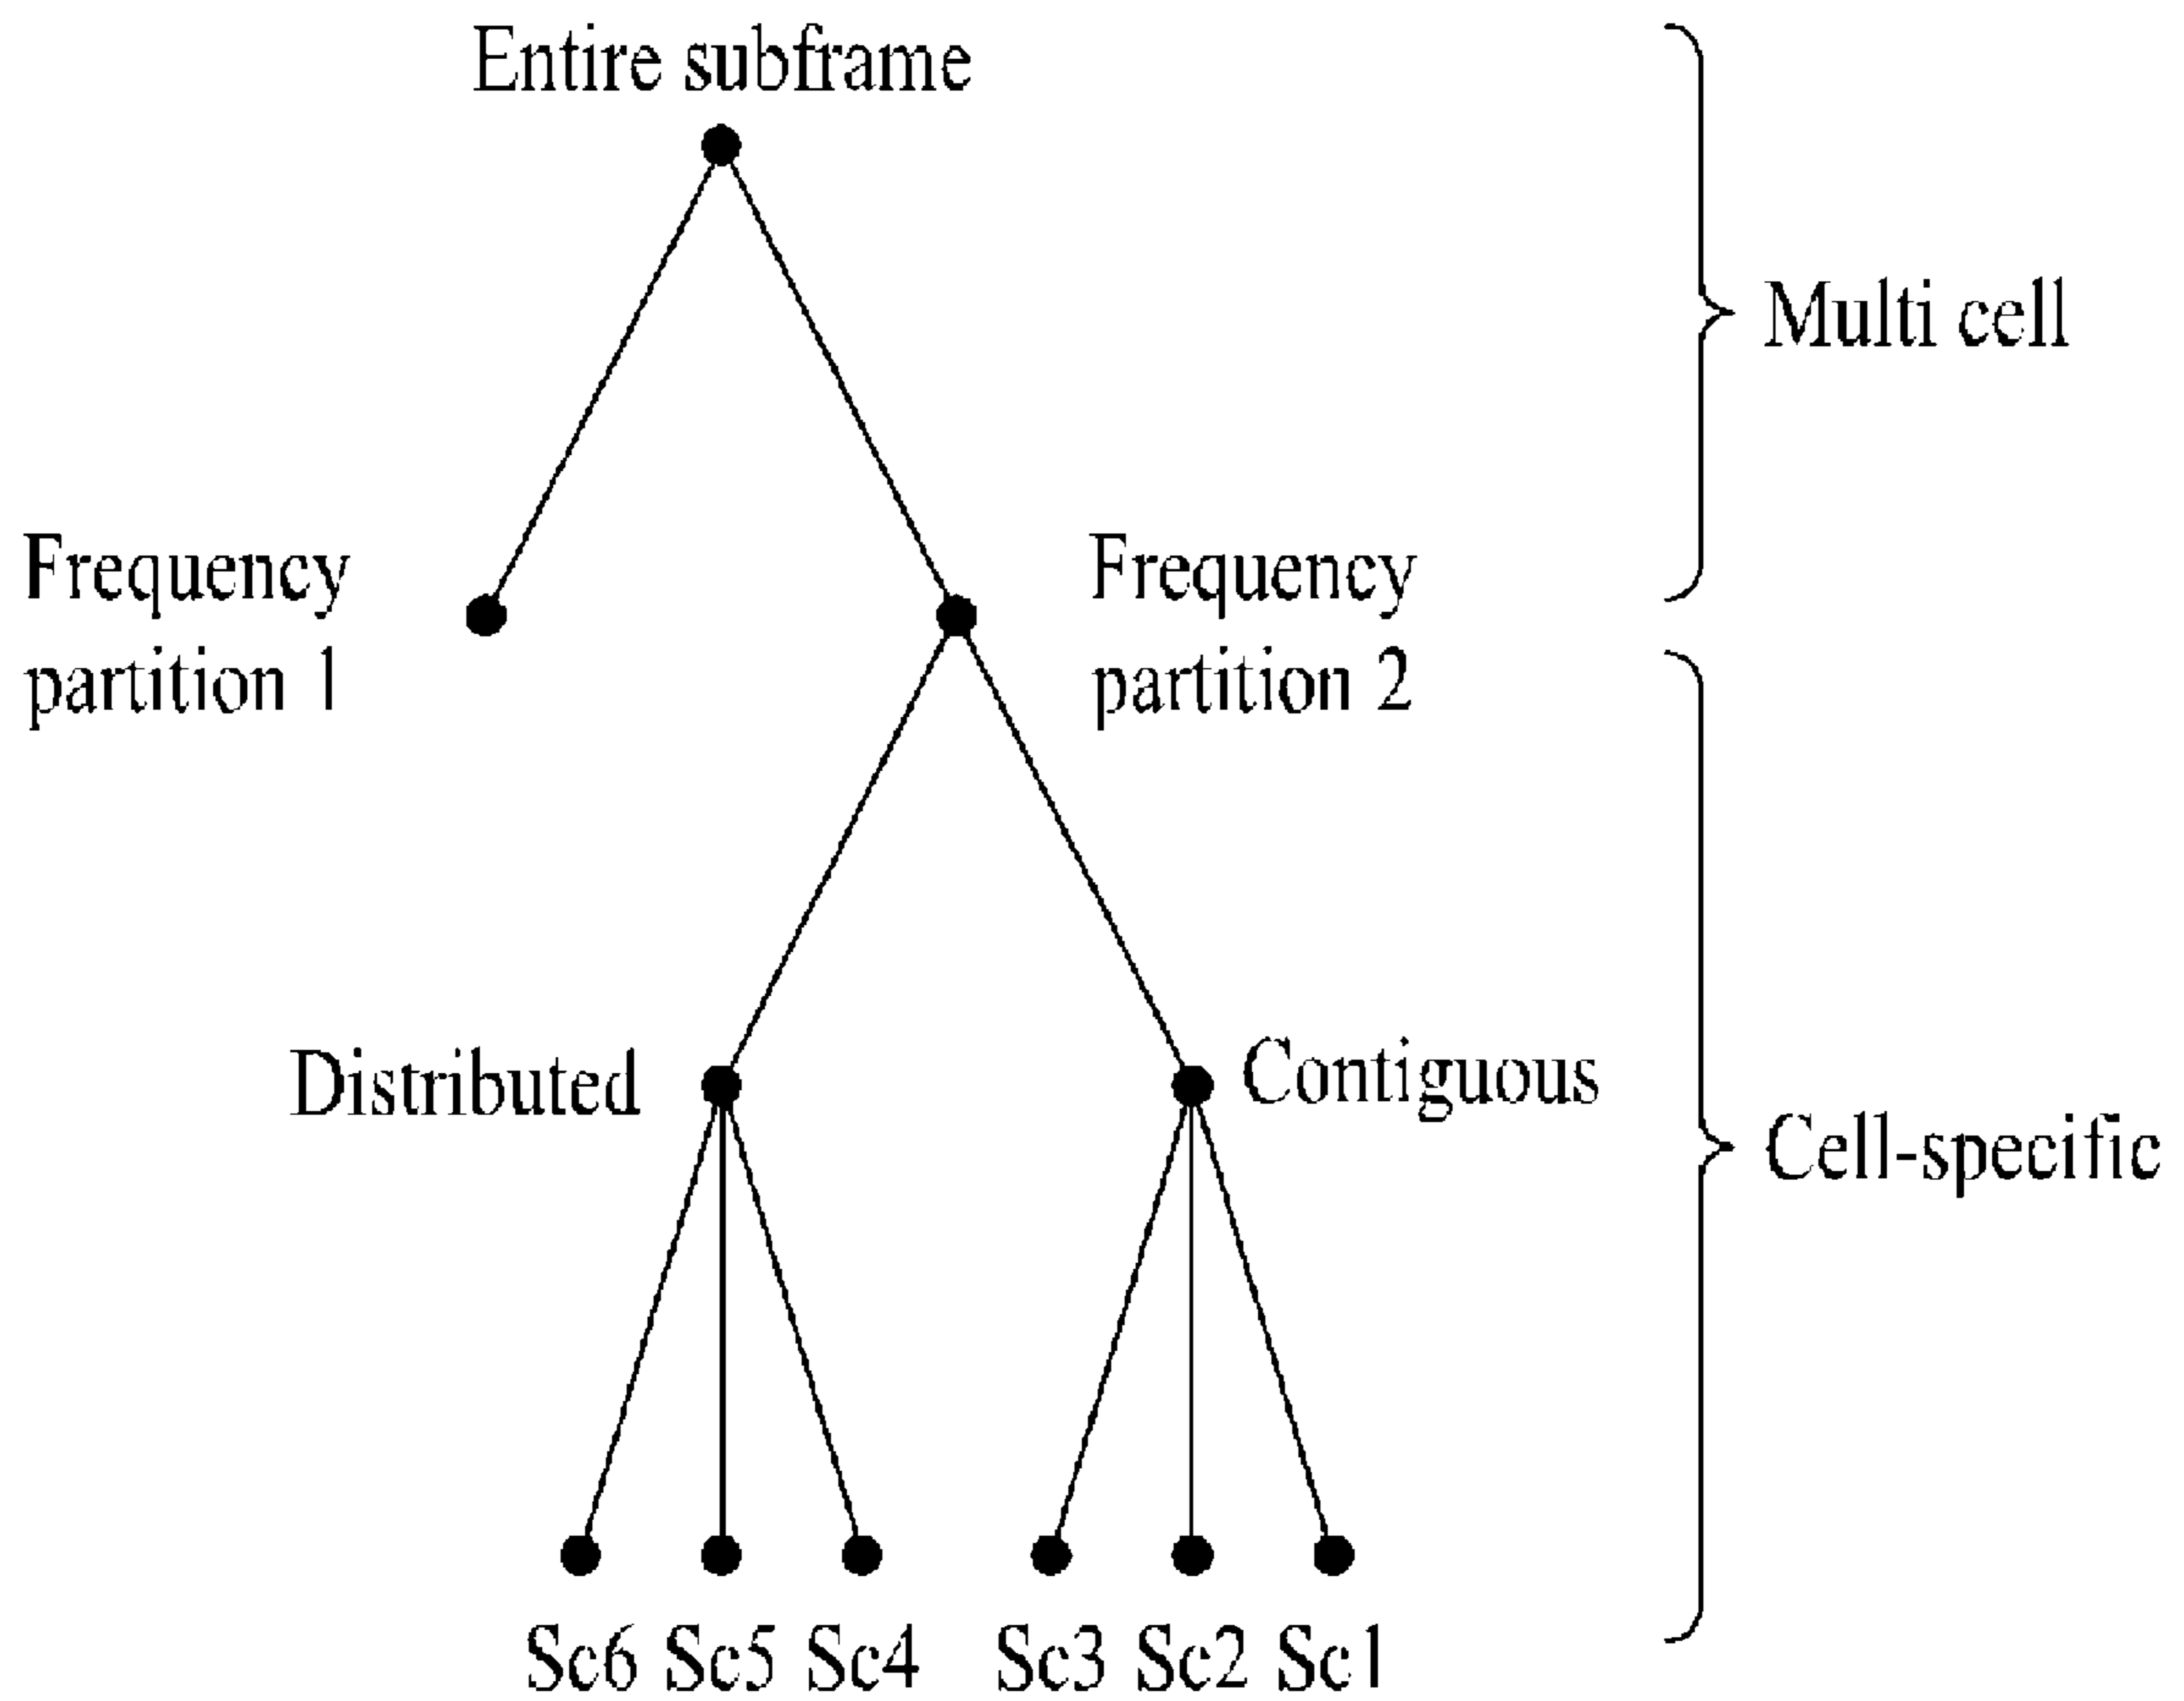 Entire subframe
Multi cell
Frequency
partition 1
Frequency
partition 2
Distributed
Contiguous
Cell-specific
Sc6 Sc5 Sc4 Sc3 Sc2 Sc1